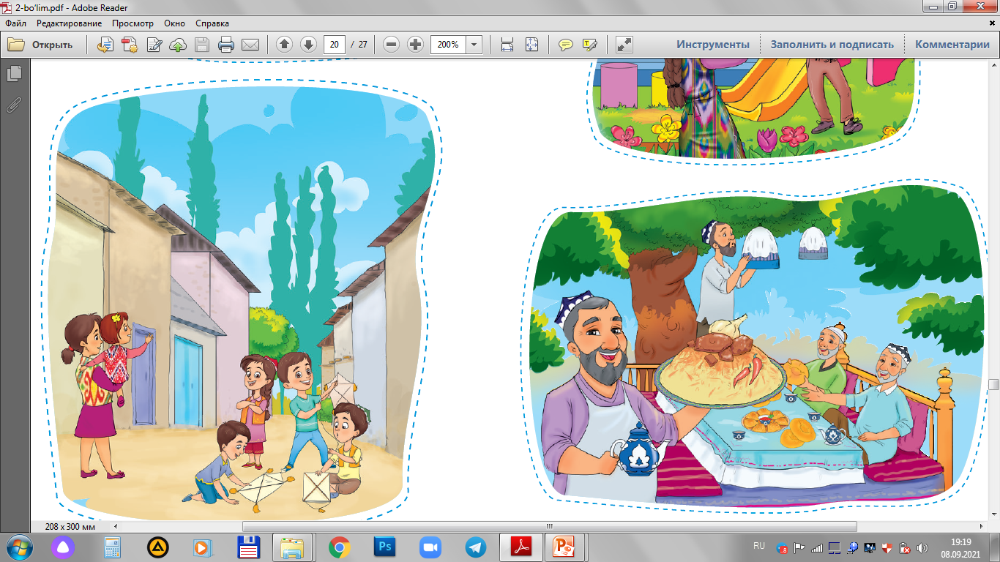 2-bo‘lim.pdf - Adobe Reader
Файл Редактирование Просмотр Окно Справка
Открыть 20 / 27 200% Инструменты Заполнить и подписать Комментарии
208 x 300 мм
Ps RU 19:19
08.09.2021